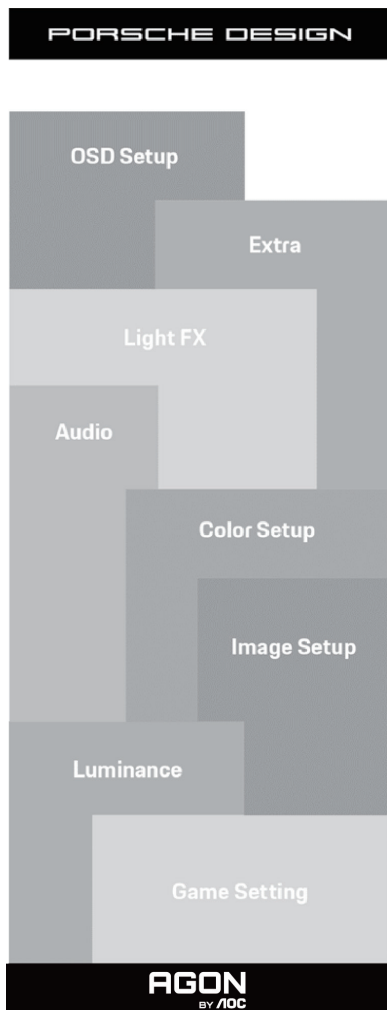 PORSCHE DESIGN
OSD Setup
Extra
Light FX
Audio
Color Setup
Image Setup
Luminance
Game Setting
AGON
BY AOC